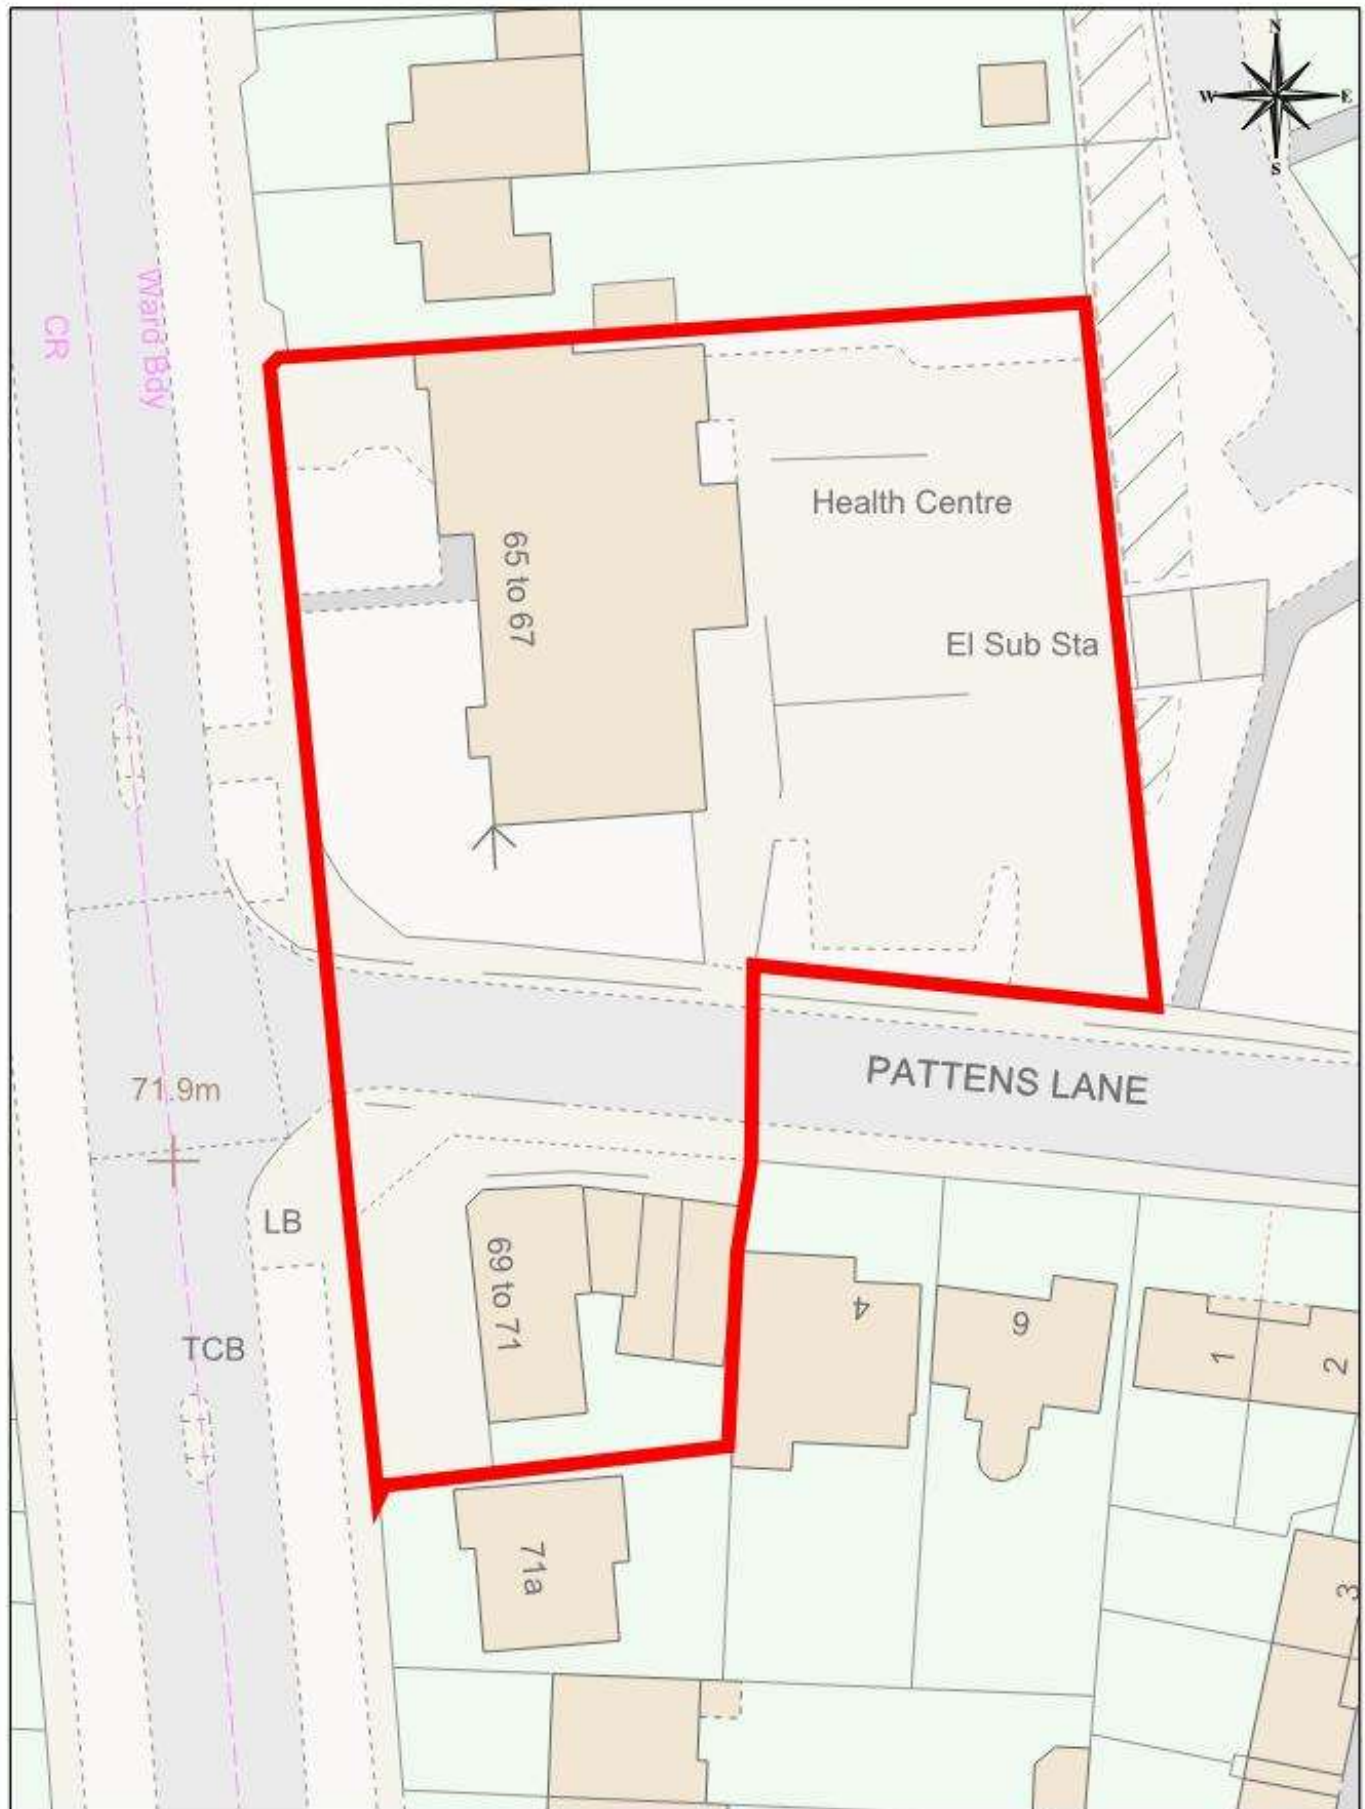 N
W
E
S
Ward Bdy
CR
Health Centre
65 to 67
El Sub Sta
PATTENS LANE
71.9m
LB
69 to 71
TCB
4
6
1
2
71a
3